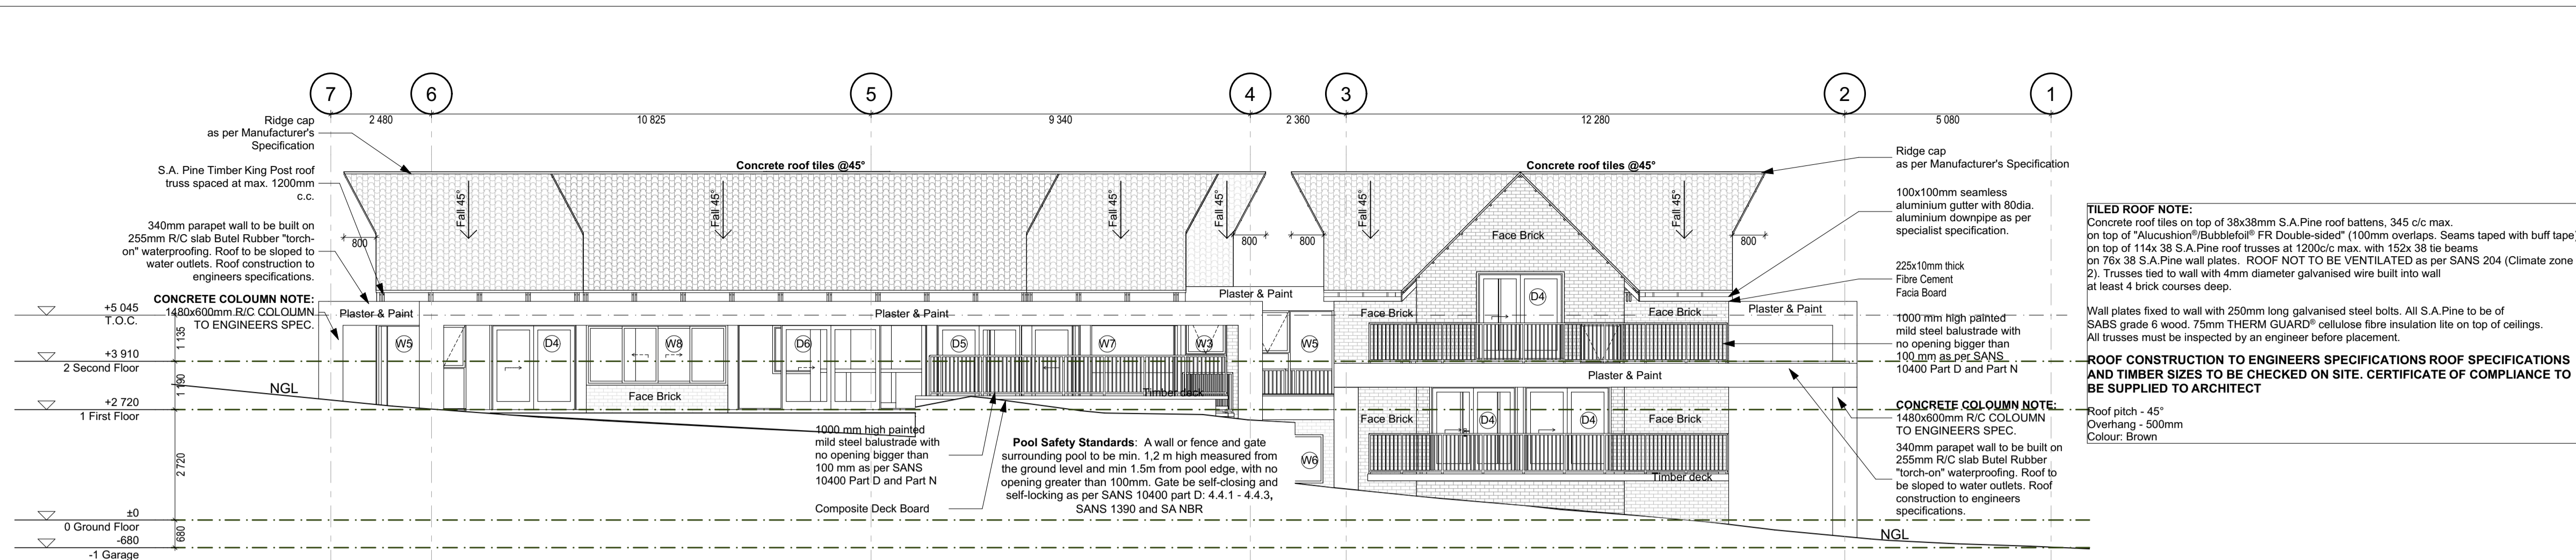 7
6
5
4
3
2
1
2 480
10 825
9 340
2 360
12 280
5 080
Ridge cap
as per Manufacturer's
Specification
S.A. Pine Timber King Post roof
truss spaced at max. 1200mm
c.c.
340mm parapet wall to be built on
255mm R/C slab Butel Rubber "torch-
on" waterproofing. Roof to be sloped to
water outlets. Roof construction to
engineers specifications.
CONCRETE COLOUMN NOTE:
1480x600mm R/C COLOUMN
TO ENGINEERS SPEC.
+5 045
T.O.C.
+3 910
2 Second Floor
+2 720
1 First Floor
±0
0 Ground Floor
-680
-1 Garage
1 135
1 190
2 720
680
NGL
Concrete roof tiles @45°
Concrete roof tiles @45°
Fall 45°
Fall 45°
Fall 45°
Fall 45°
Fall 45°
Fall 45°
800
800
800
800
Plaster & Paint
Plaster & Paint
Plaster & Paint
Plaster & Paint
Plaster & Paint
W5
D4
W8
D6
D5
W7
W3
W5
W6
D4
D4
D4
Face Brick
Face Brick
Face Brick
Face Brick
Face Brick
Face Brick
Timber deck
Timber deck
1000 mm high painted
mild steel balustrade with
no opening bigger than
100 mm as per SANS
10400 Part D and Part N
Composite Deck Board
Pool Safety Standards: A wall or fence and gate
surrounding pool to be min. 1,2 m high measured from
the ground level and min 1.5m from pool edge, with no
opening greater than 100mm. Gate be self-closing and
self-locking as per SANS 10400 part D: 4.4.1 - 4.4.3,
SANS 1390 and SA NBR
Ridge cap
as per Manufacturer's Specification
100x100mm seamless
aluminium gutter with 80dia.
aluminium downpipe as per
specialist specification.
225x10mm thick
Fibre Cement
Facia Board
1000 mm high painted
mild steel balustrade with
no opening bigger than
100 mm as per SANS
10400 Part D and Part N
CONCRETE COLOUMN NOTE:
1480x600mm R/C COLOUMN
TO ENGINEERS SPEC.
340mm parapet wall to be built on
255mm R/C slab Butel Rubber
"torch-on" waterproofing. Roof to
be sloped to water outlets. Roof
construction to engineers
specifications.
NGL
TILED ROOF NOTE:
Concrete roof tiles on top of 38x38mm S.A.Pine roof battens, 345 c/c max.
on top of "Alucushion®/Bubblefoil® FR Double-sided" (100mm overlaps. Seams taped with buff tape)
on top of 114x 38 S.A.Pine roof trusses at 1200c/c max. with 152x 38 tie beams
on 76x 38 S.A.Pine wall plates. ROOF NOT TO BE VENTILATED as per SANS 204 (Climate zone
2). Trusses tied to wall with 4mm diameter galvanised wire built into wall
at least 4 brick courses deep.
Wall plates fixed to wall with 250mm long galvanised steel bolts. All S.A.Pine to be of
SABS grade 6 wood. 75mm THERM GUARD® cellulose fibre insulation lite on top of ceilings.
All trusses must be inspected by an engineer before placement.
ROOF CONSTRUCTION TO ENGINEERS SPECIFICATIONS ROOF SPECIFICATIONS
AND TIMBER SIZES TO BE CHECKED ON SITE. CERTIFICATE OF COMPLIANCE TO
BE SUPPLIED TO ARCHITECT
Roof pitch - 45°
Overhang - 500mm
Colour: Brown